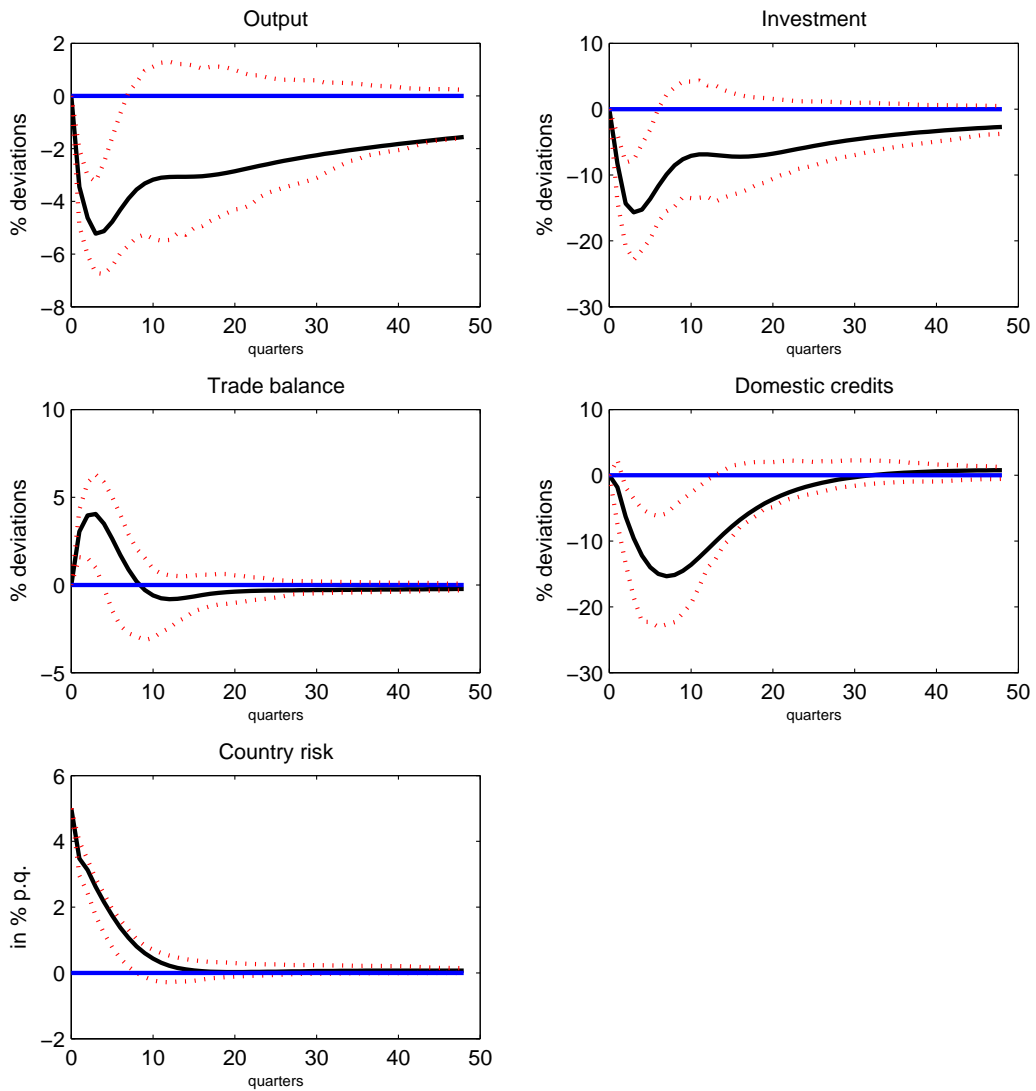 Output
2
0
−2
−4
−6
−8
% deviations
0 10 20 30 40 50
quarters
Investment
10
0
−10
−20
−30
% deviations
0 10 20 30 40 50
quarters
Trade balance
10
5
0
−5
% deviations
0 10 20 30 40 50
quarters
Domestic credits
10
0
−10
−20
−30
% deviations
0 10 20 30 40 50
quarters
Country risk
6
4
2
0
−2
in % p.q.
0 10 20 30 40 50
quarters